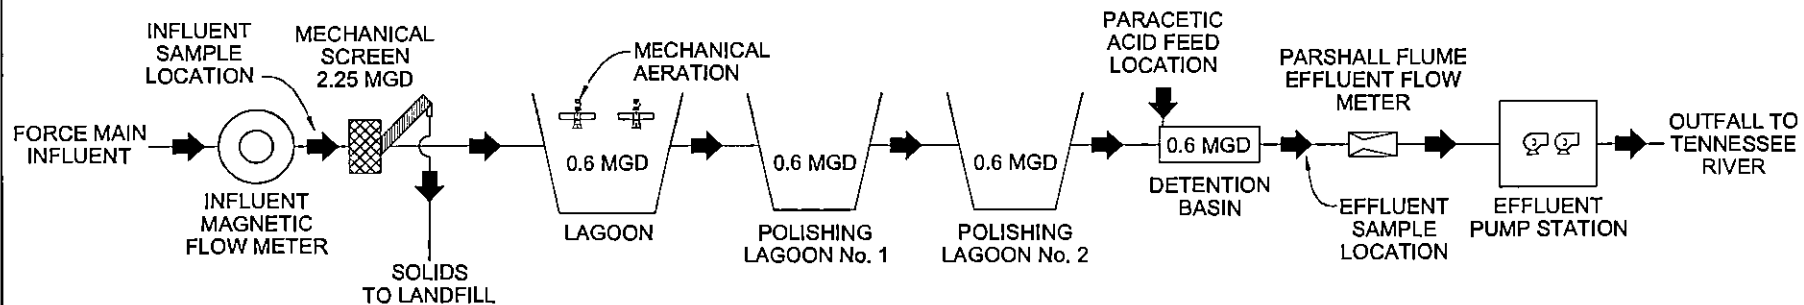 FORCE MAIN
INFLUENT
INFLUENT
SAMPLE
LOCATION
INFLUENT
MAGNETIC
FLOW METER
MECHANICAL
SCREEN
2.25 MGD
SOLIDS
TO LANDFILL
MECHANICAL
AERATION
0.6 MGD
LAGOON
0.6 MGD
POLISHING
LAGOON No. 1
0.6 MGD
POLISHING
LAGOON No. 2
PARACETIC
ACID FEED
LOCATION
0.6 MGD
DETENTION
BASIN
EFFLUENT
SAMPLE
LOCATION
PARSHALL FLUME
EFFLUENT FLOW
METER
EFFLUENT
PUMP STATION
OUTFALL TO
TENNESSEE
RIVER